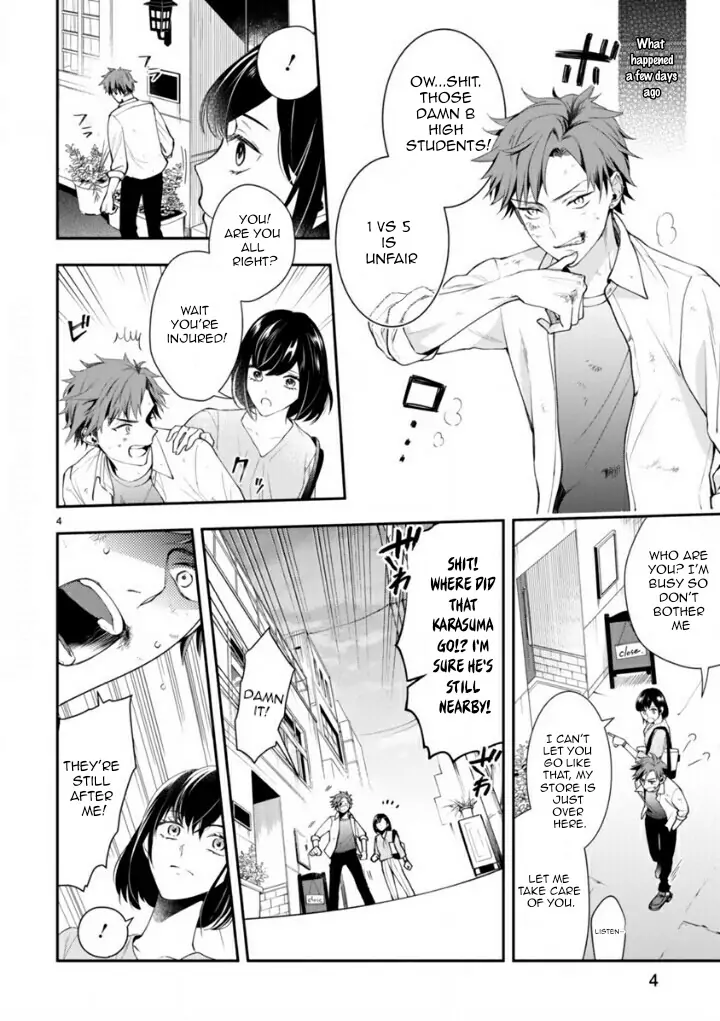 What
happened
a few days
ago
ボ
ロ
OW...SHIT.
THOSE
DAMN B
HIGH
STUDENTS!
1 VS 5 IS
UNFAIR
!
YOU!
ARE YOU
ALL
RIGHT?
WAIT
YOU'RE
INJURED!
WHO ARE
YOU? I'M
BUSY SO
DON'T
BOTHER
ME
close
I CAN'T
LET YOU
GO LIKE
THAT, MY
STORE IS
JUST
OVER
HERE.
LET ME
TAKE CARE
OF YOU.
LISTEN--
SHIT!
WHERE DID
THAT
KARASUMA
GO!? I'M
SURE HE'S
STILL
NEARBY!
DAMN
IT!
close
THEY'RE
STILL
AFTER
ME!
!
4
4